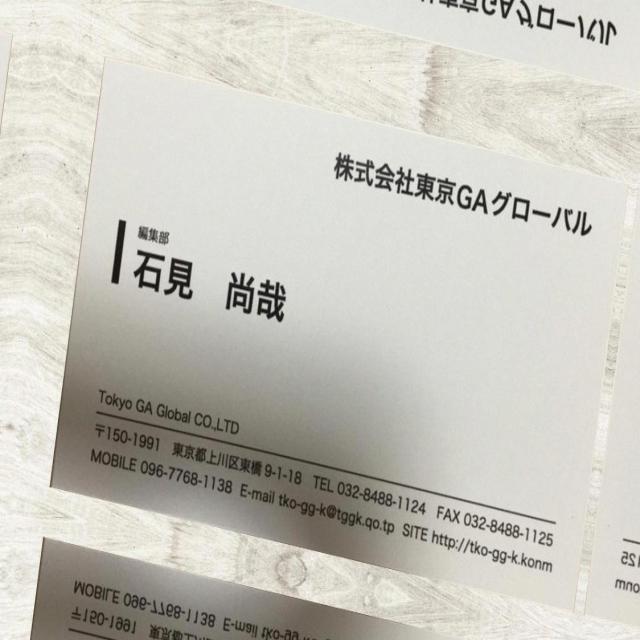 株式会社東京GAグローバル
編集部
石見 尚哉
Tokyo GA Global CO.,LTD
〒150-1991 東京都上川区東橋 9-1-18 TEL 032-8488-1124 FAX 032-8488-1125
MOBILE 096-7768-1138 E-mail tko-gg-k@tggk.qo.tp SITE http://tko-gg-k.konm